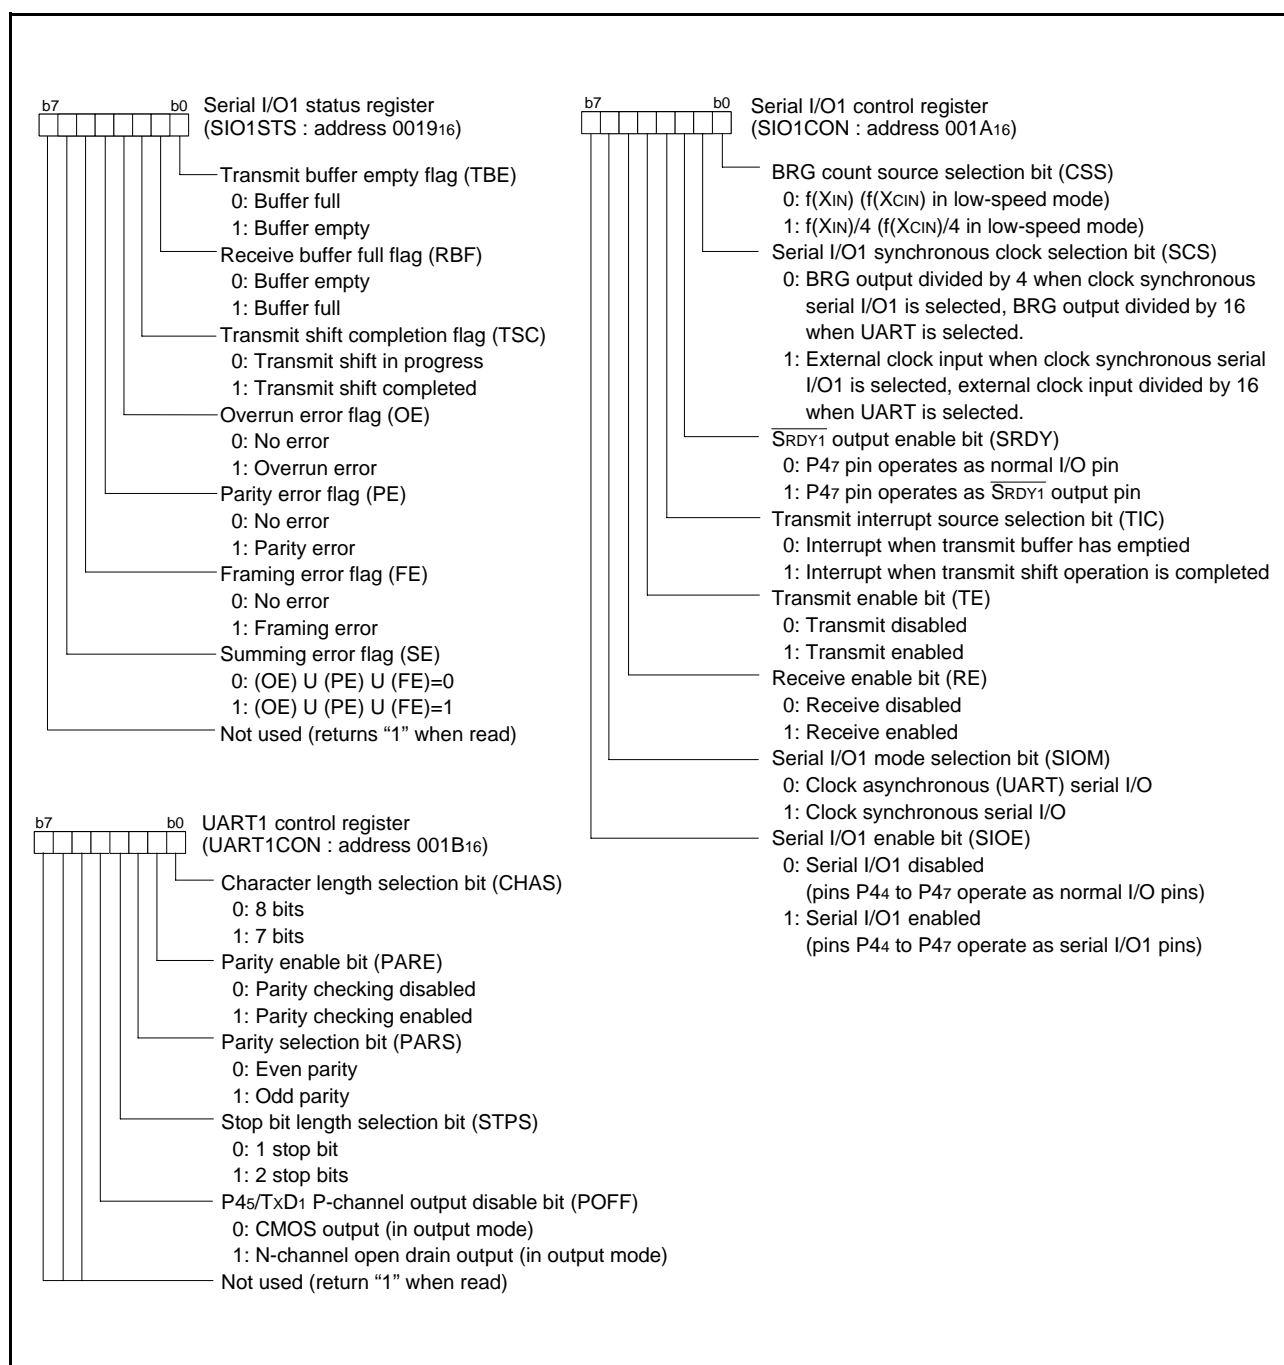 b7 b0 Serial I/O1 status register
(SIO1STS : address 0019₁₆)
Transmit buffer empty flag (TBE)
0: Buffer full
1: Buffer empty
Receive buffer full flag (RBF)
0: Buffer empty
1: Buffer full
Transmit shift completion flag (TSC)
0: Transmit shift in progress
1: Transmit shift completed
Overrun error flag (OE)
0: No error
1: Overrun error
Parity error flag (PE)
0: No error
1: Parity error
Framing error flag (FE)
0: No error
1: Framing error
Summing error flag (SE)
0: (OE) U (PE) U (FE)=0
1: (OE) U (PE) U (FE)=1
Not used (returns “1” when read)
b7 b0 UART1 control register
(UART1CON : address 001B₁₆)
Character length selection bit (CHAS)
0: 8 bits
1: 7 bits
Parity enable bit (PARE)
0: Parity checking disabled
1: Parity checking enabled
Parity selection bit (PARS)
0: Even parity
1: Odd parity
Stop bit length selection bit (STPS)
0: 1 stop bit
1: 2 stop bits
P45/TxD1 P-channel output disable bit (POFF)
0: CMOS output (in output mode)
1: N-channel open drain output (in output mode)
Not used (return “1” when read)
b7 b0 Serial I/O1 control register
(SIO1CON : address 001A₁₆)
BRG count source selection bit (CSS)
0: f(XIN) (f(XCIN) in low-speed mode)
1: f(XIN)/4 (f(XCIN)/4 in low-speed mode)
Serial I/O1 synchronous clock selection bit (SCS)
0: BRG output divided by 4 when clock synchronous
serial I/O1 is selected, BRG output divided by 16
when UART is selected.
1: External clock input when clock synchronous serial
I/O1 is selected, external clock input divided by 16
when UART is selected.
SRDY1 output enable bit (SRDY)
0: P47 pin operates as normal I/O pin
1: P47 pin operates as SRDY1 output pin
Transmit interrupt source selection bit (TIC)
0: Interrupt when transmit buffer has emptied
1: Interrupt when transmit shift operation is completed
Transmit enable bit (TE)
0: Transmit disabled
1: Transmit enabled
Receive enable bit (RE)
0: Receive disabled
1: Receive enabled
Serial I/O1 mode selection bit (SIOM)
0: Clock asynchronous (UART) serial I/O
1: Clock synchronous serial I/O
Serial I/O1 enable bit (SIOE)
0: Serial I/O1 disabled
(pins P44 to P47 operate as normal I/O pins)
1: Serial I/O1 enabled
(pins P44 to P47 operate as serial I/O1 pins)